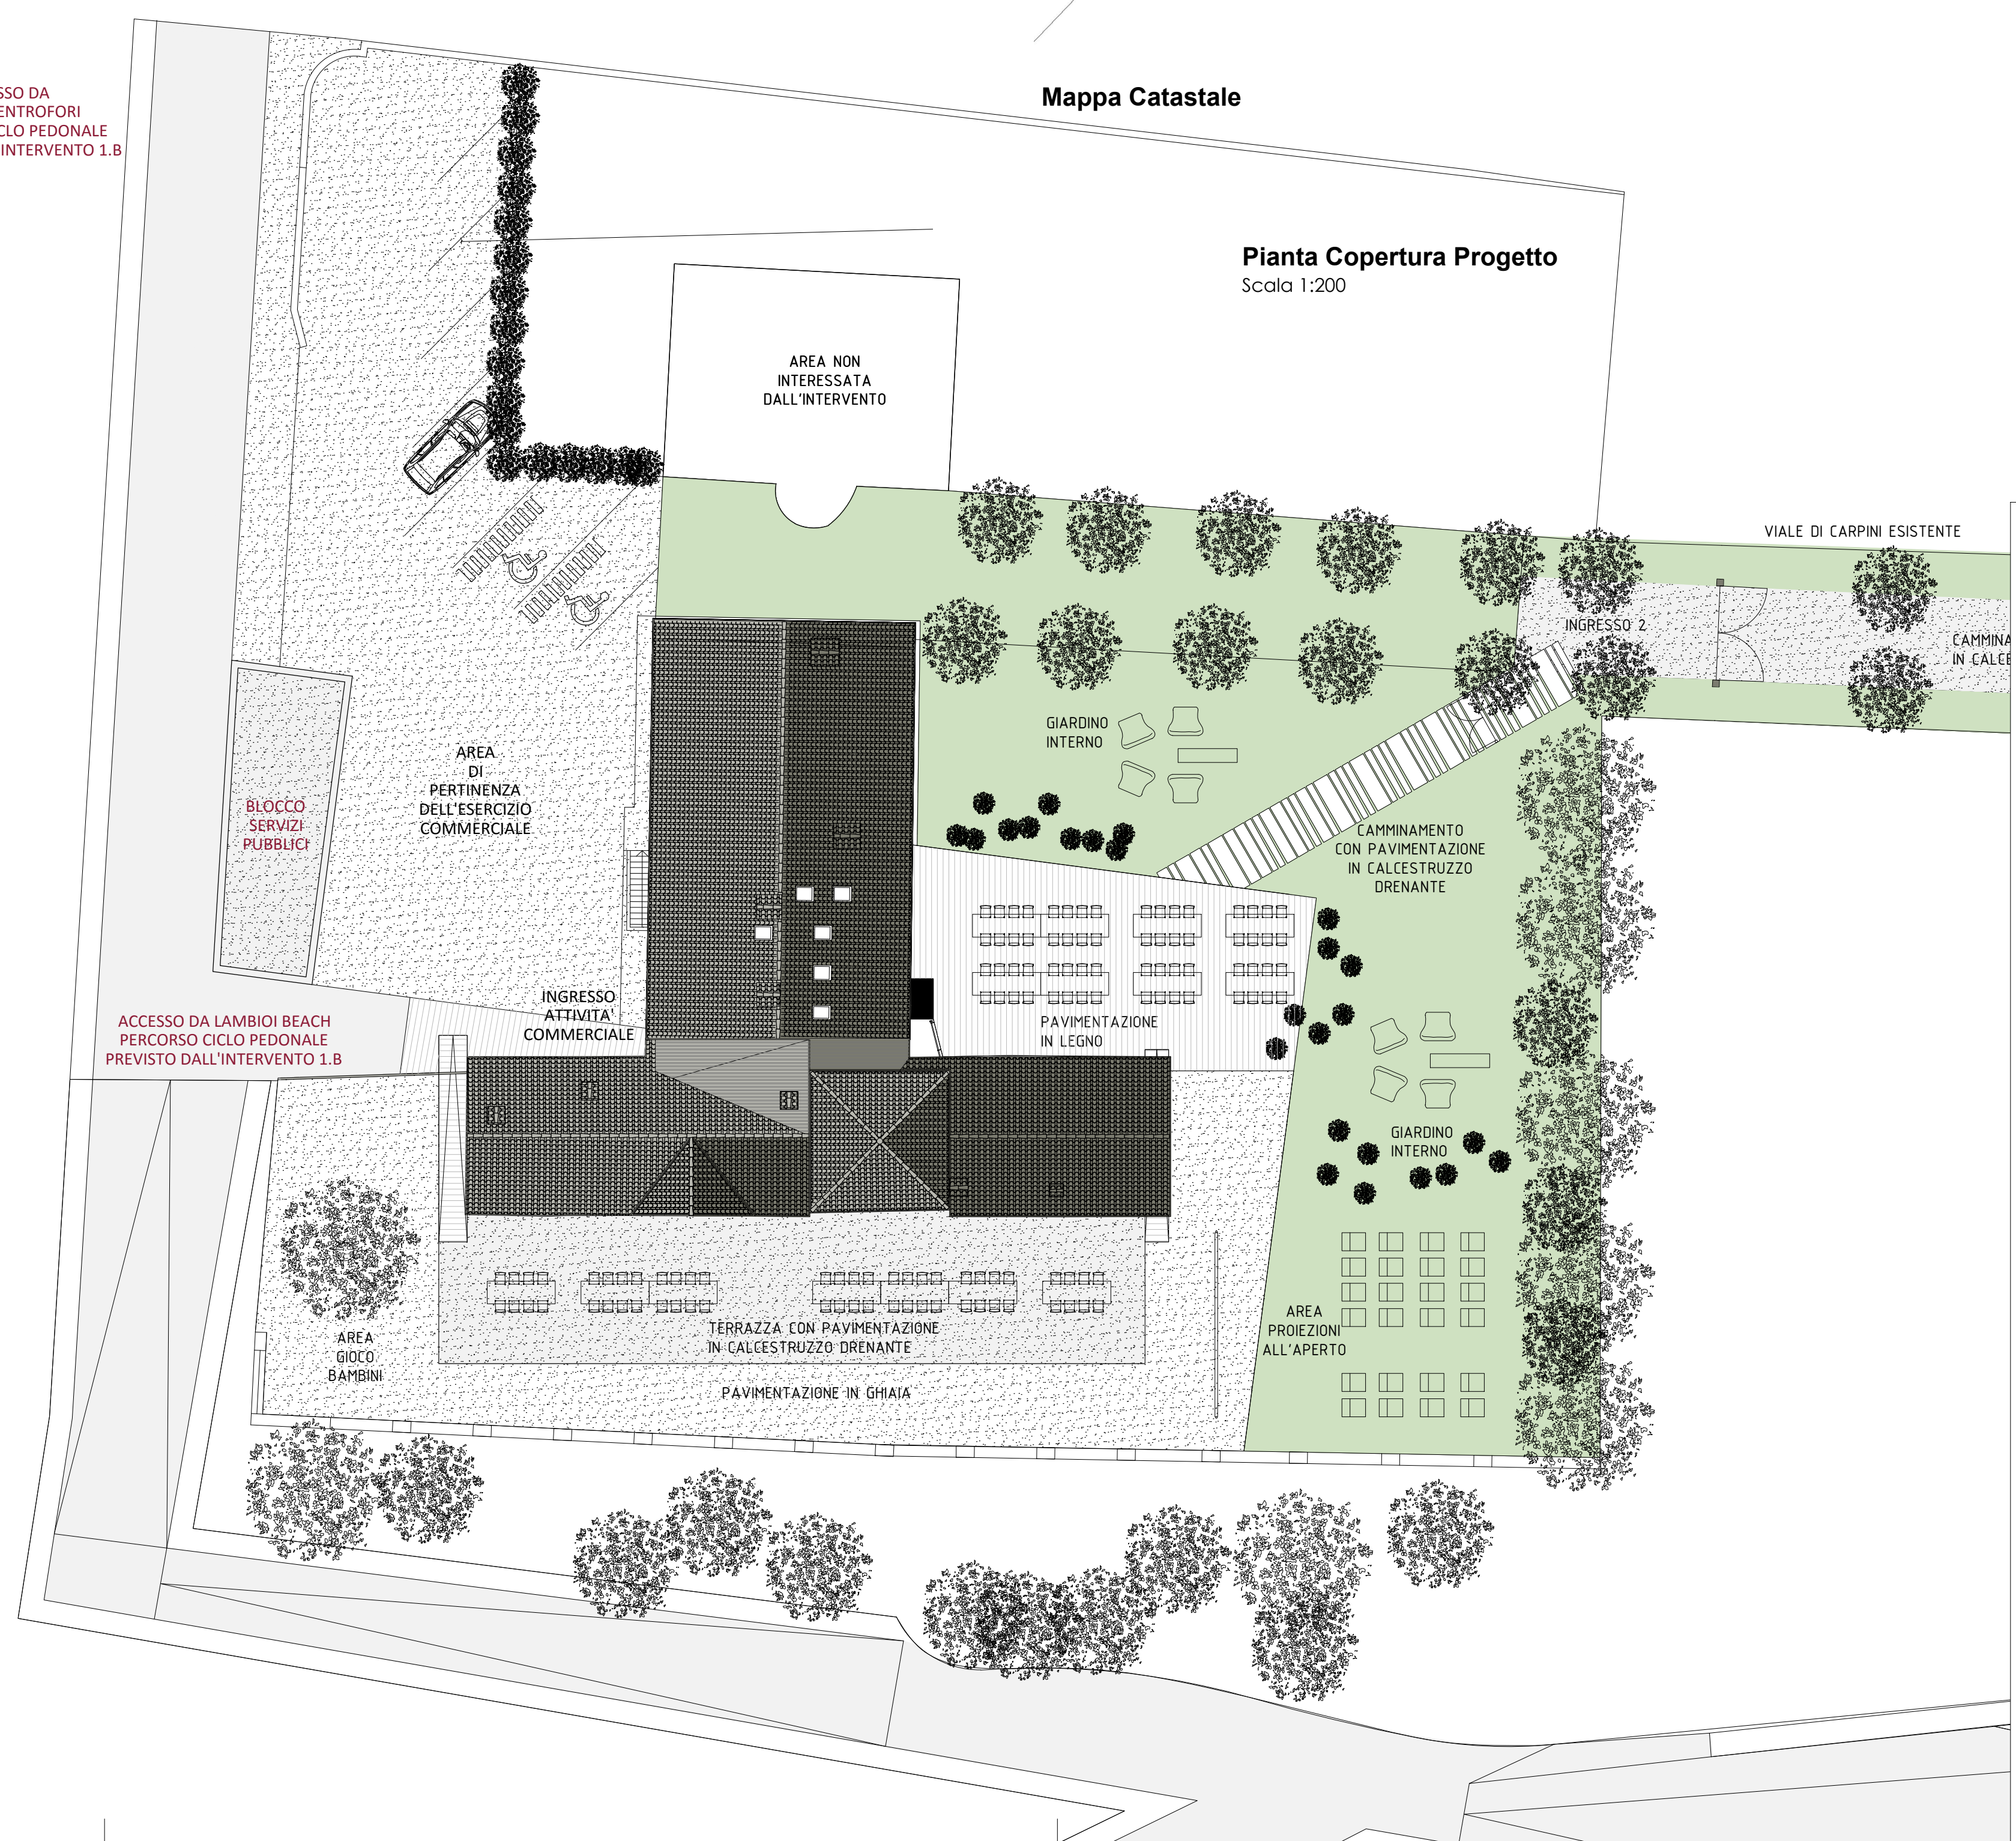 SSO DA
ENTROFORI
CLO PEDONALE
INTERVENTO 1.B
Mappa Catastale
Pianta Copertura Progetto
Scala 1:200
AREA NON
INTERESSATA
DALL'INTERVENTO
VIALE DI CARPINI ESISTENTE
INGRESSO 2
CAMMINA
IN CALCE
GIARDINO
INTERNO
AREA
DI
PERTINENZA
DELL'ESERCIZIO
COMMERCIALE
BLOCCO
SERVIZI
PUBBLICI
CAMMINAMENTO
CON PAVIMENTAZIONE
IN CALCESTRUZZO
DRENANTE
INGRESSO
ATTIVITA'
COMMERCIALE
PAVIMENTAZIONE
IN LEGNO
ACCESSO DA LAMBIOI BEACH
PERCORSO CICLO PEDONALE
PREVISTO DALL'INTERVENTO 1.B
GIARDINO
INTERNO
AREA
PROIEZIONI
ALL'APERTO
AREA
GIOCO
BAMBINI
TERRAZZA CON PAVIMENTAZIONE
IN CALCESTRUZZO DRENANTE
PAVIMENTAZIONE IN GHIAIA